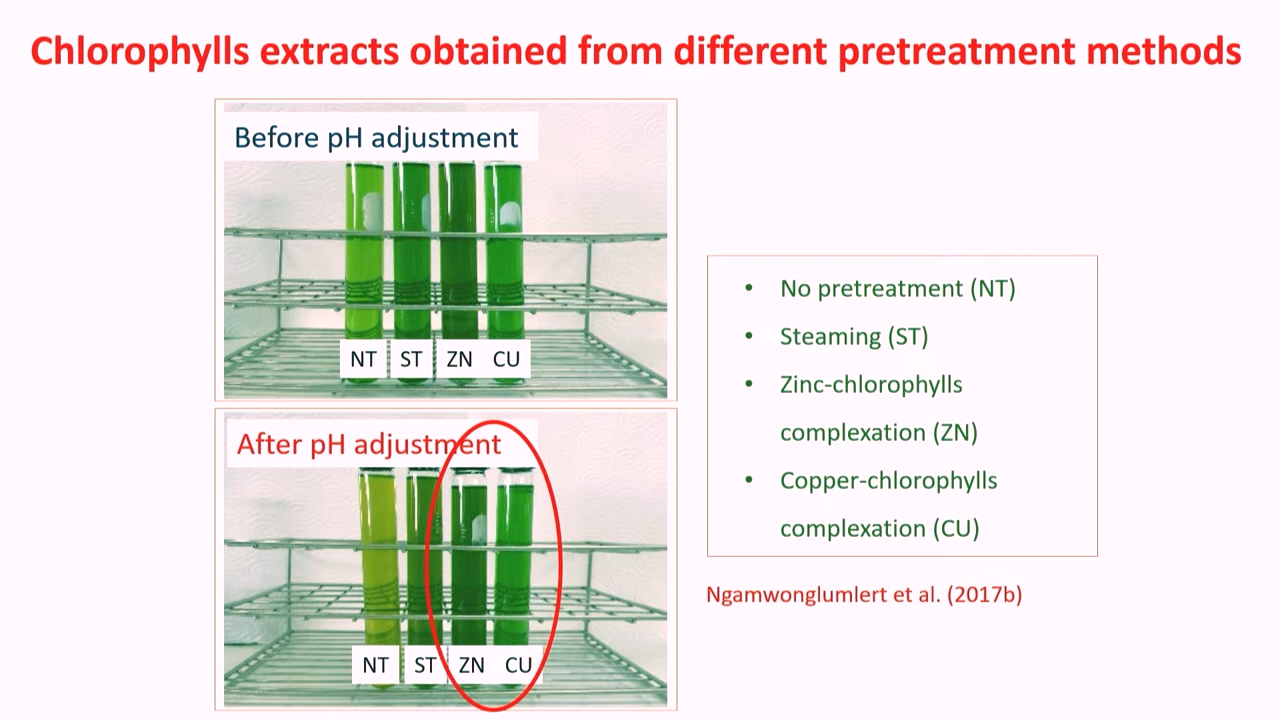 Chlorophylls extracts obtained from different pretreatment methods
Before pH adjustment
NT ST ZN CU
After pH adjustment
NT ST ZN CU
• No pretreatment (NT)
• Steaming (ST)
• Zinc-chlorophylls
complexation (ZN)
• Copper-chlorophylls
complexation (CU)
Ngamwonglumlert et al. (2017b)